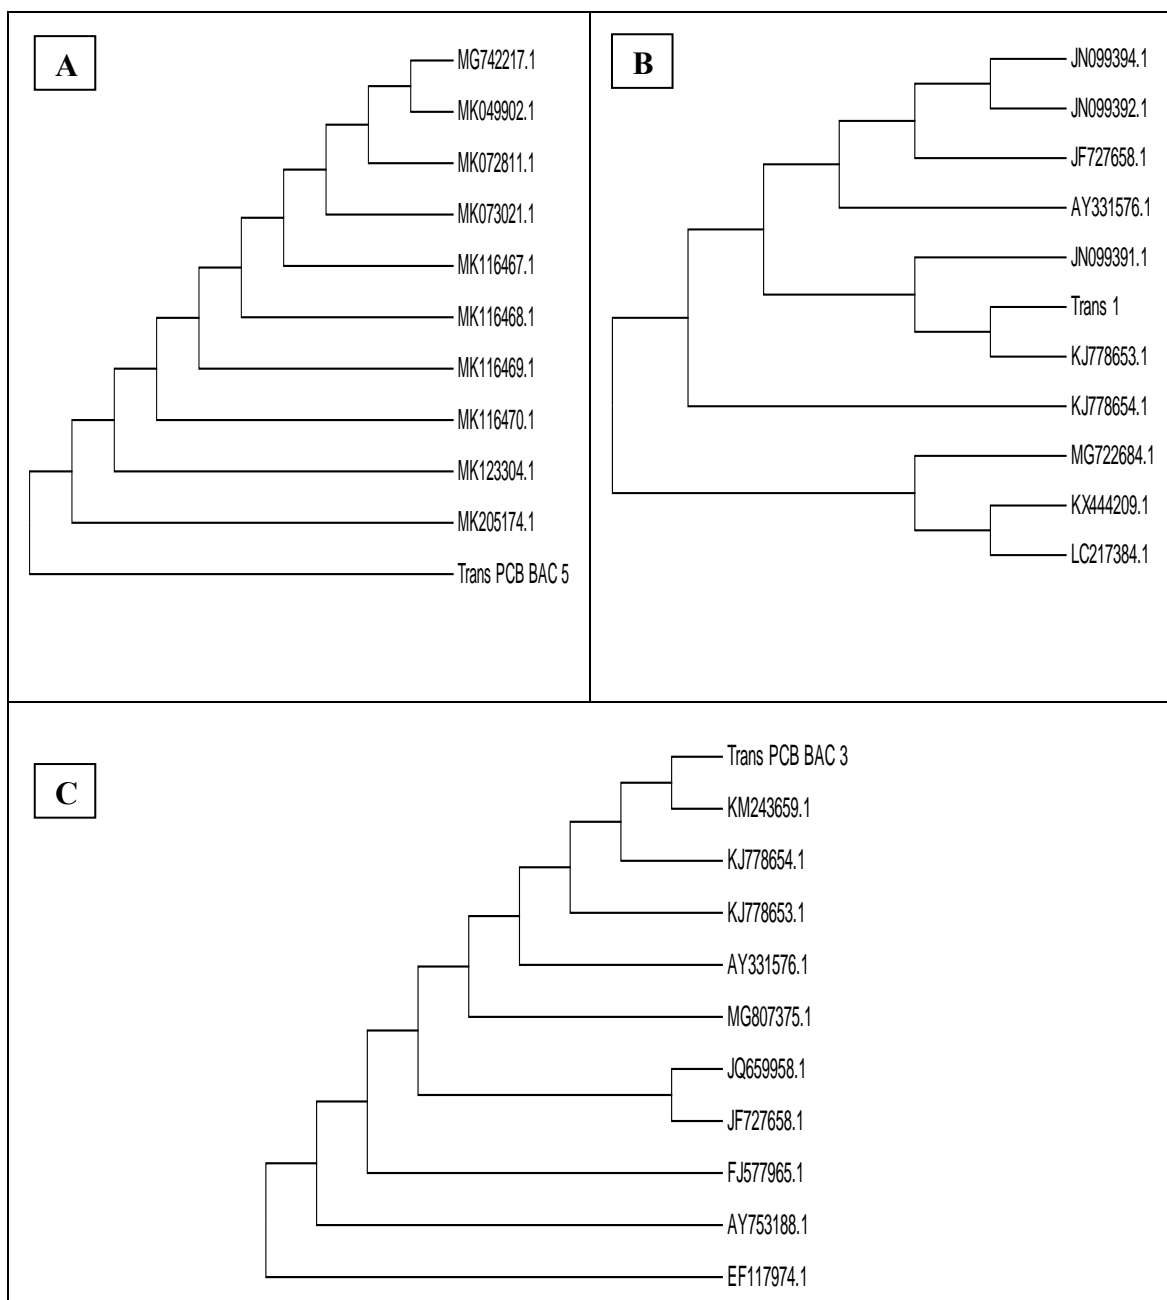 A
MG742217.1
MK049902.1
MK072811.1
MK073021.1
MK116467.1
MK116468.1
MK116469.1
MK116470.1
MK123304.1
MK205174.1
Trans PCB BAC 5
B
JN099394.1
JN099392.1
JF727658.1
AY331576.1
JN099391.1
Trans 1
KJ778653.1
KJ778654.1
MG722684.1
KX444209.1
LC217384.1
C
Trans PCB BAC 3
KM243659.1
KJ778654.1
KJ778653.1
AY331576.1
MG807375.1
JQ659958.1
JF727658.1
FJ577965.1
AY753188.1
EF117974.1